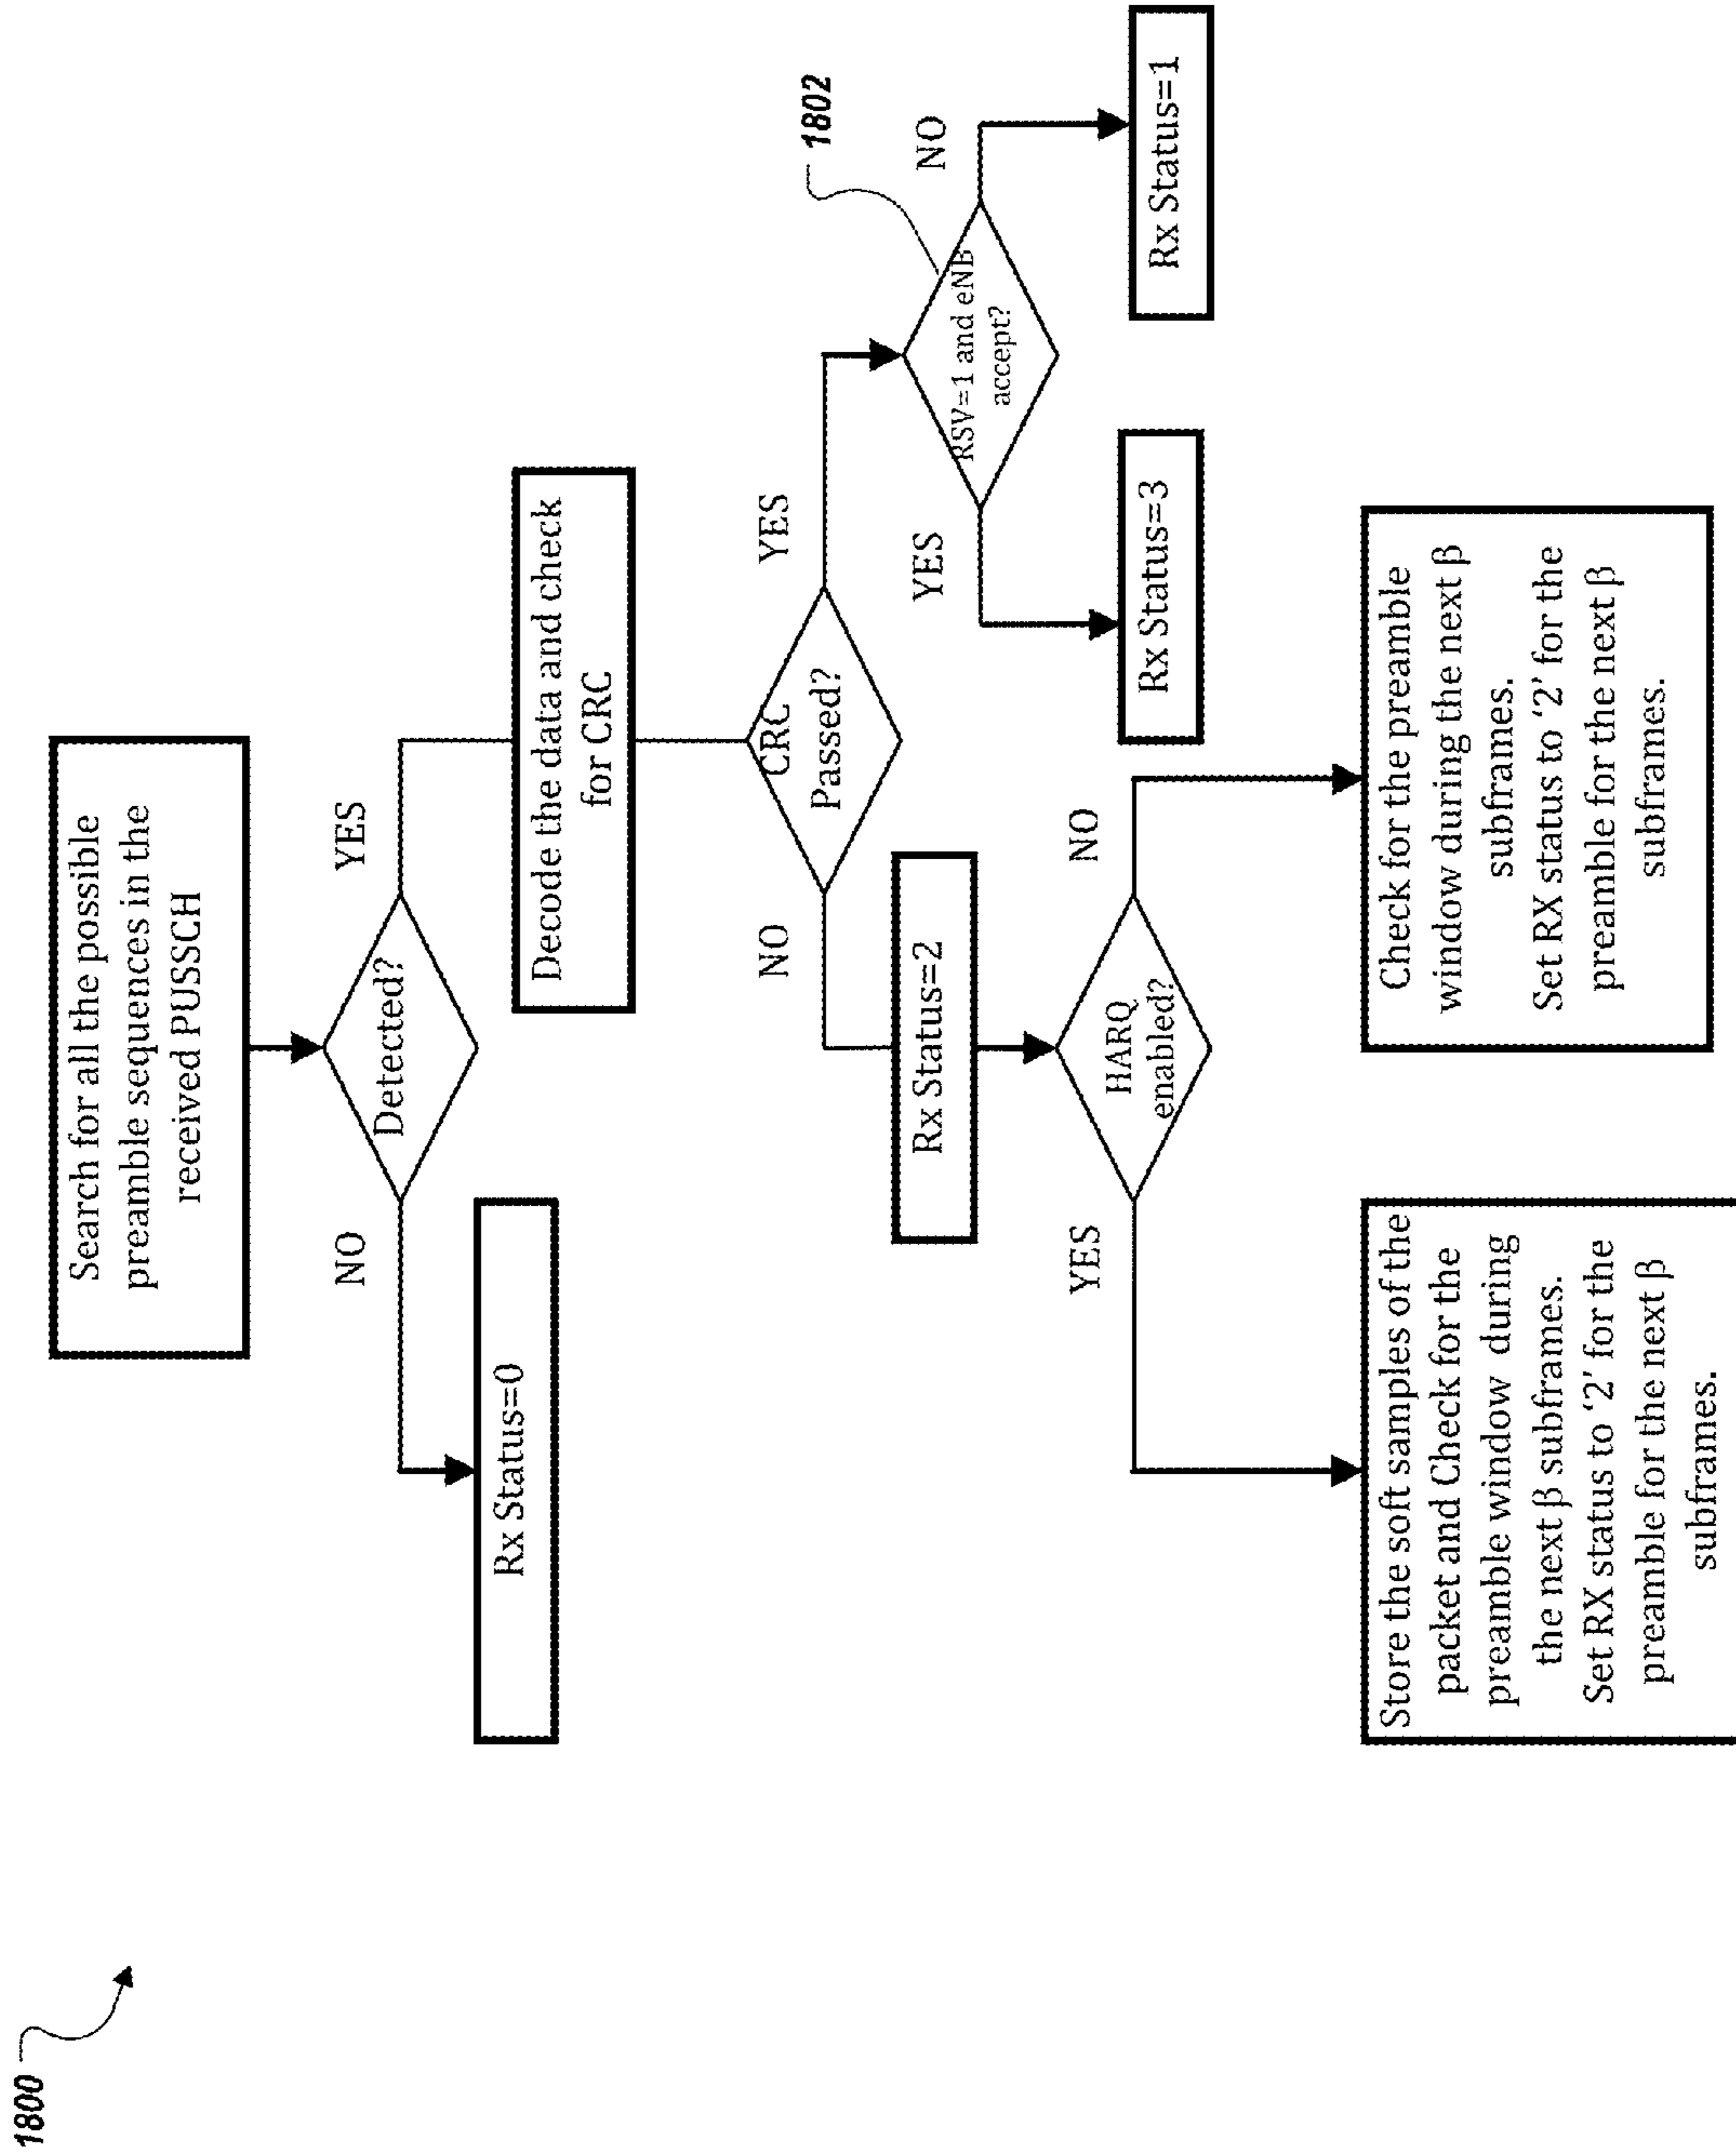 1800
Search for all the possible
preamble sequences in the
received PUSSCH
Detected?
NO
YES
Rx Status=0
Decode the data and check
for CRC
CRC
Passed?
NO
YES
1802
Rx Status=2
RSV=1 and eNB
accept?
YES
NO
HARQ
enabled?
Rx Status=3
Rx Status=1
YES
NO
Store the soft samples of the
packet and Check for the
preamble window during
the next β subframes.
Set RX status to ‘2’ for the
preamble for the next β
subframes.
Check for the preamble
window during the next β
subframes.
Set RX status to ‘2’ for the
preamble for the next β
subframes.